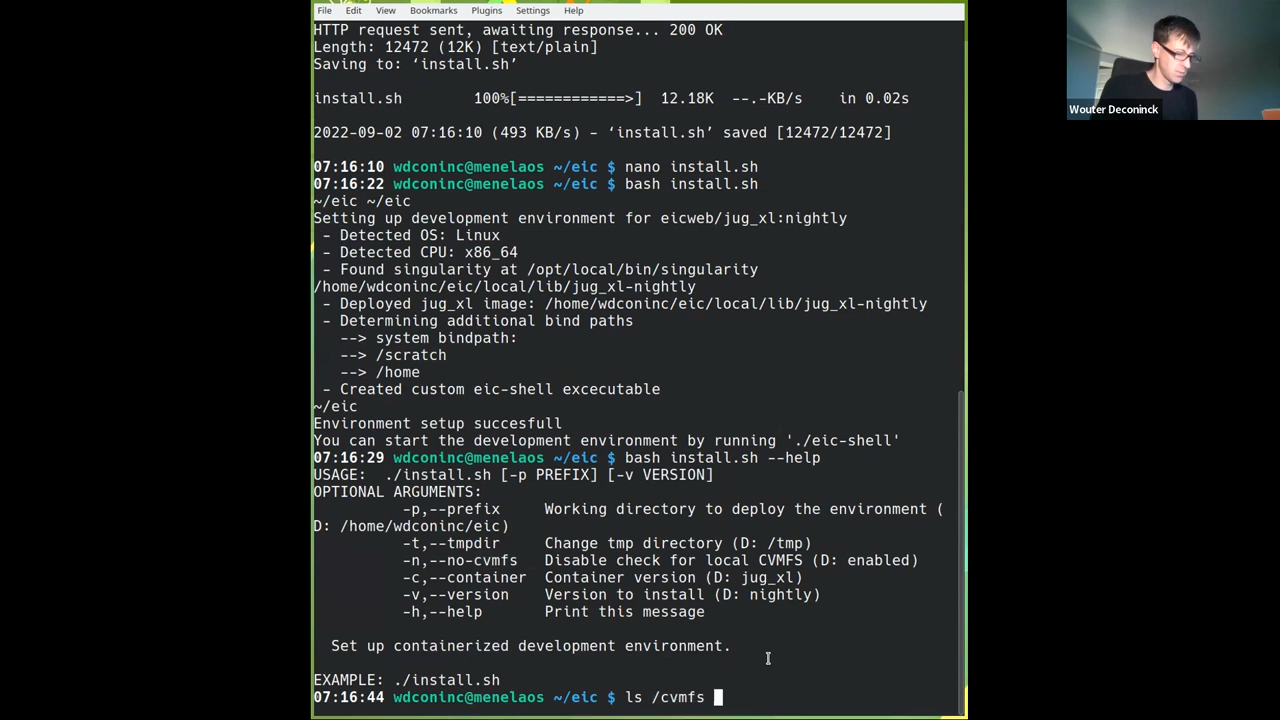 File Edit View Bookmarks Plugins Settings Help
HTTP request sent, awaiting response... 200 OK
Length: 12472 (12K) [text/plain]
Saving to: ‘install.sh’
install.sh 100%[============>] 12.18K --.-KB/s in 0.02s
2022-09-02 07:16:10 (493 KB/s) - ‘install.sh’ saved [12472/12472]
07:16:10 wdconinc@menelaos ~/eic $ nano install.sh
07:16:22 wdconinc@menelaos ~/eic $ bash install.sh
~/eic ~/eic
Setting up development environment for eicweb/jug_xl:nightly
- Detected OS: Linux
- Detected CPU: x86_64
- Found singularity at /opt/local/bin/singularity
/home/wdconinc/eic/local/lib/jug_xl-nightly
- Deployed jug_xl image: /home/wdconinc/eic/local/lib/jug_xl-nightly
- Determining additional bind paths
--> system bindpath:
--> /scratch
--> /home
- Created custom eic-shell excecutable
~/eic
Environment setup succesfull
You can start the development environment by running './eic-shell'
07:16:29 wdconinc@menelaos ~/eic $ bash install.sh --help
USAGE: ./install.sh [-p PREFIX] [-v VERSION]
OPTIONAL ARGUMENTS:
-p,--prefix Working directory to deploy the environment (
D: /home/wdconinc/eic)
-t,--tmpdir Change tmp directory (D: /tmp)
-n,--no-cvmfs Disable check for local CVMFS (D: enabled)
-c,--container Container version (D: jug_xl)
-v,--version Version to install (D: nightly)
-h,--help Print this message
Set up containerized development environment.
EXAMPLE: ./install.sh
07:16:44 wdconinc@menelaos ~/eic $ ls /cvmfs
Wouter Deconinck